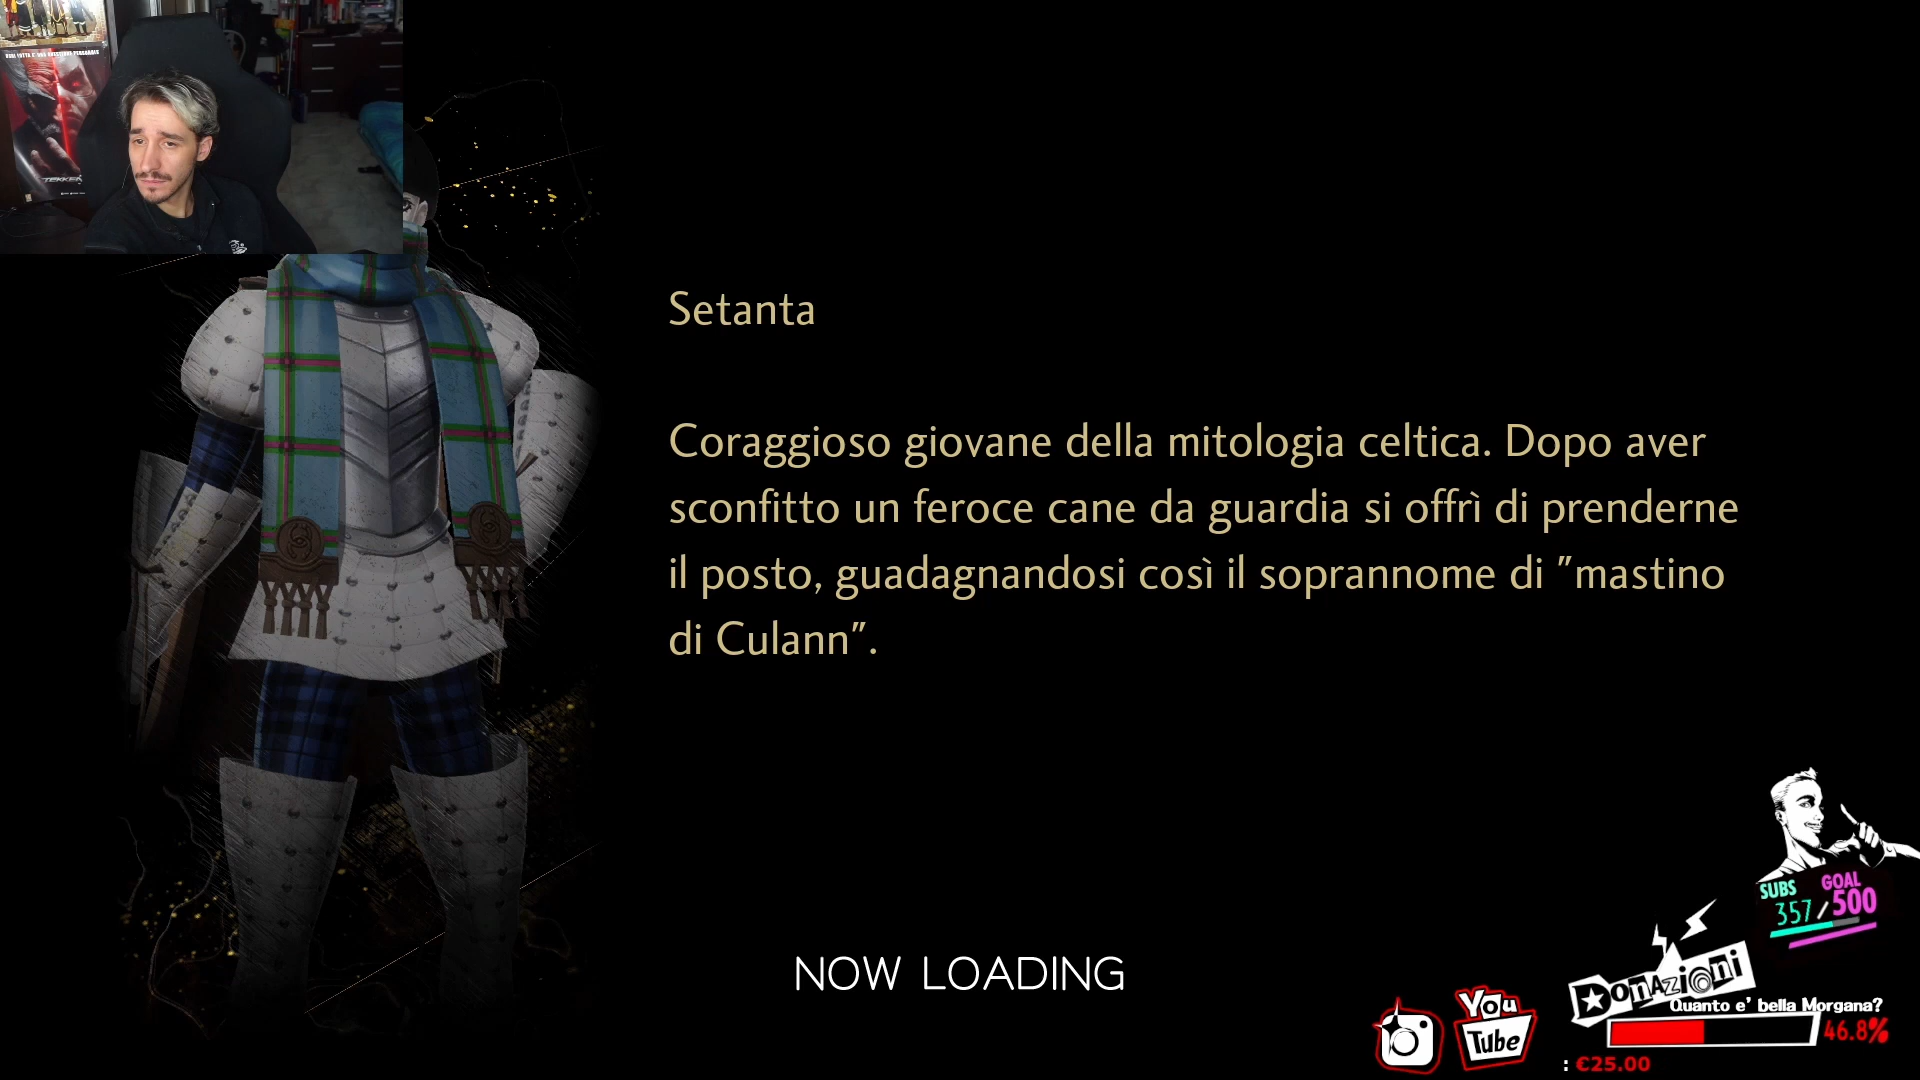 TEKKEN
Setanta
Coraggioso giovane della mitologia celtica. Dopo aver
sconfitto un feroce cane da guardia si offrì di prenderne
il posto, guadagnandosi così il soprannome di "mastino
di Culann".
NOW LOADING
SUBS GOAL
357/500
DonAzioni
Quanto e' bella Morgana?
46.8%
: €25.00
You
Tube